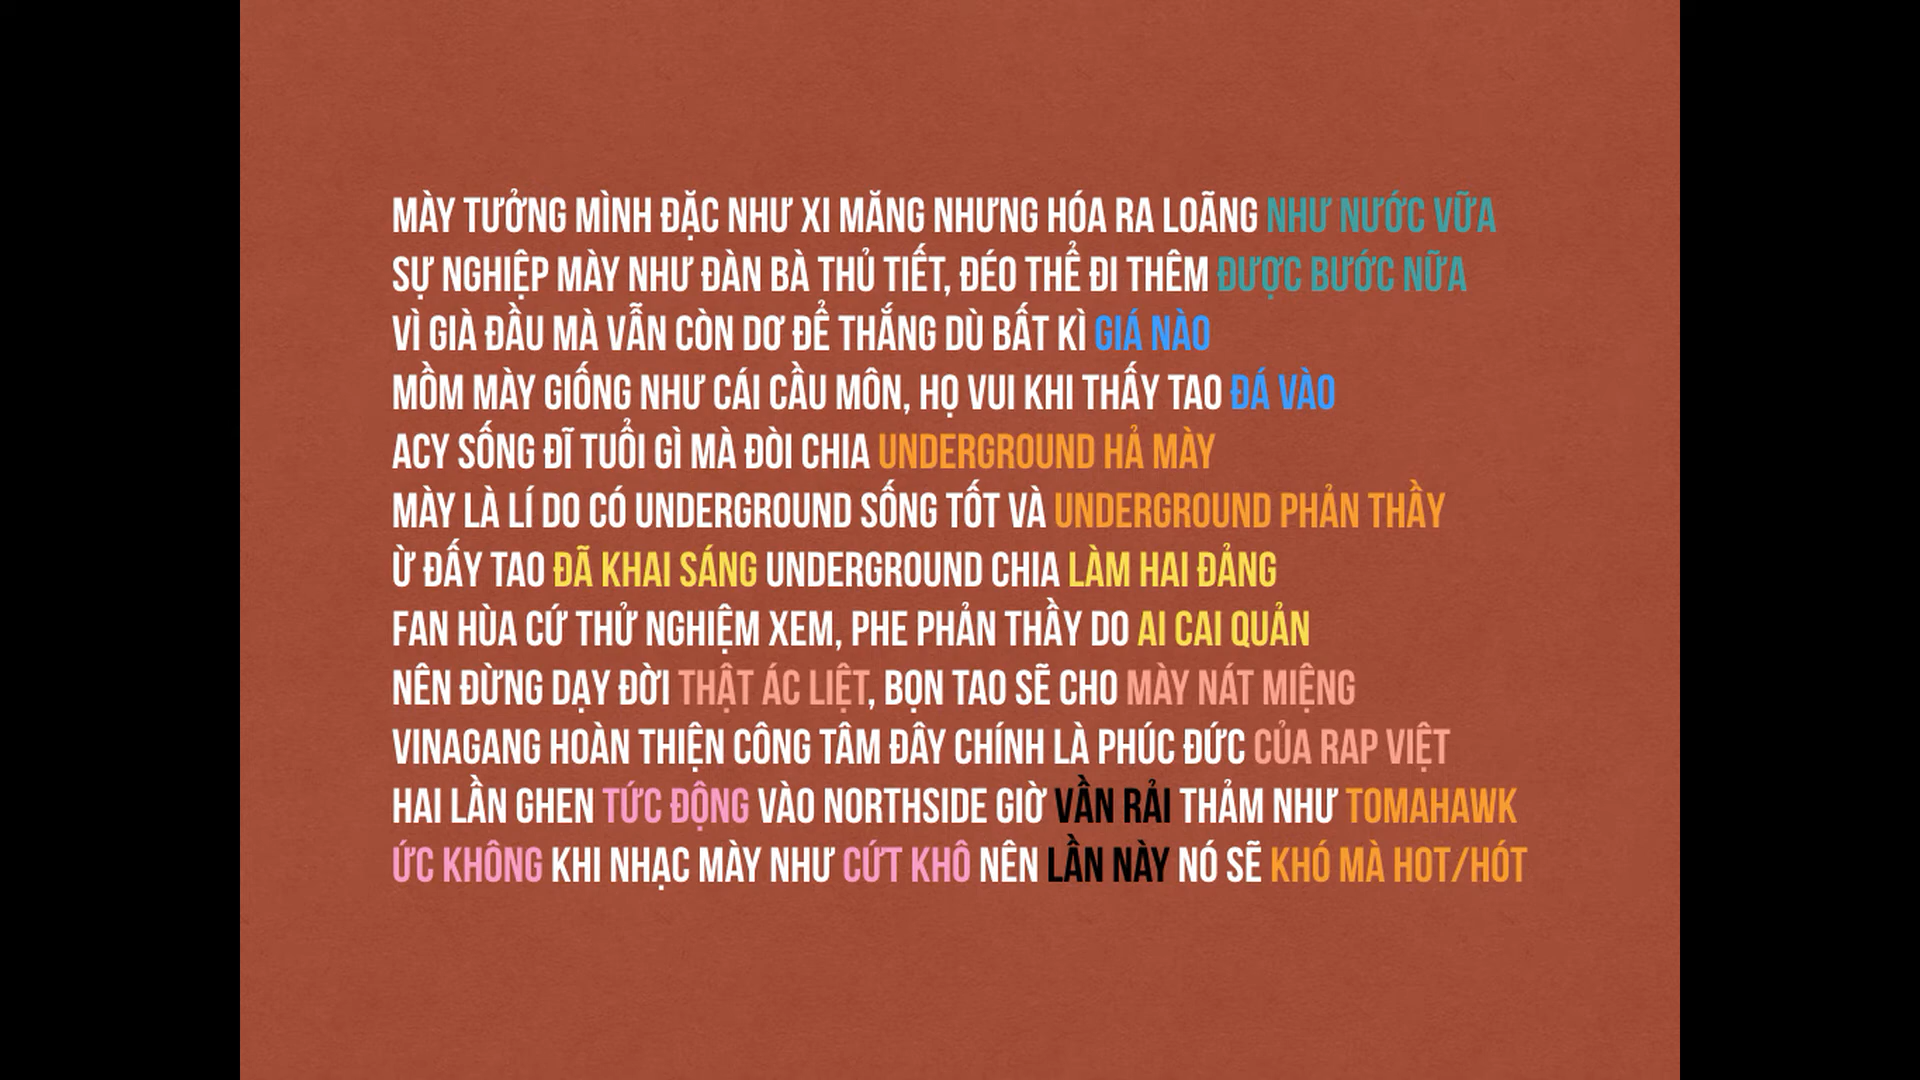 MÀY TƯỞNG MÌNH ĐẶC NHƯ XI MĂNG NHƯNG HÓA RA LOÃNG NHƯ NƯỚC VỮA
SỰ NGHIỆP MÀY NHƯ ĐÀN BÀ THỦ TIẾT, ĐÉO THỂ ĐI THÊM ĐƯỢC BƯỚC NỮA
VÌ GIÀ ĐẦU MÀ VẪN CÒN DƠ ĐỂ THẮNG DÙ BẤT KÌ GIÁ NÀO
MỒM MÀY GIỐNG NHƯ CÁI CẦU MÔN, HỌ VUI KHI THẤY TAO ĐÁ VÀO
ACY SỐNG ĐĨ TUỔI GÌ MÀ ĐÒI CHIA UNDERGROUND HẢ MÀY
MÀY LÀ LÍ DO CÓ UNDERGROUND SỐNG TỐT VÀ UNDERGROUND PHẢN THẦY
Ừ ĐẤY TAO ĐÃ KHAI SÁNG UNDERGROUND CHIA LÀM HAI ĐẢNG
FAN HÙA CỨ THỬ NGHIỆM XEM, PHE PHẢN THẦY DO AI CAI QUẢN
NÊN ĐỪNG DẠY ĐỜI THẬT ÁC LIỆT, BỌN TAO SẼ CHO MÀY NÁT MIỆNG
VINAGANG HOÀN THIỆN CÔNG TÂM ĐÂY CHÍNH LÀ PHÚC ĐỨC CỦA RAP VIỆT
HAI LẦN GHEN TỨC ĐỘNG VÀO NORTHSIDE GIỜ VẦN RẢI THẢM NHƯ TOMAHAWK
ỨC KHÔNG KHI NHẠC MÀY NHƯ CỨT KHÔ NÊN LẦN NÀY NÓ SẼ KHÓ MÀ HOT/HÓT